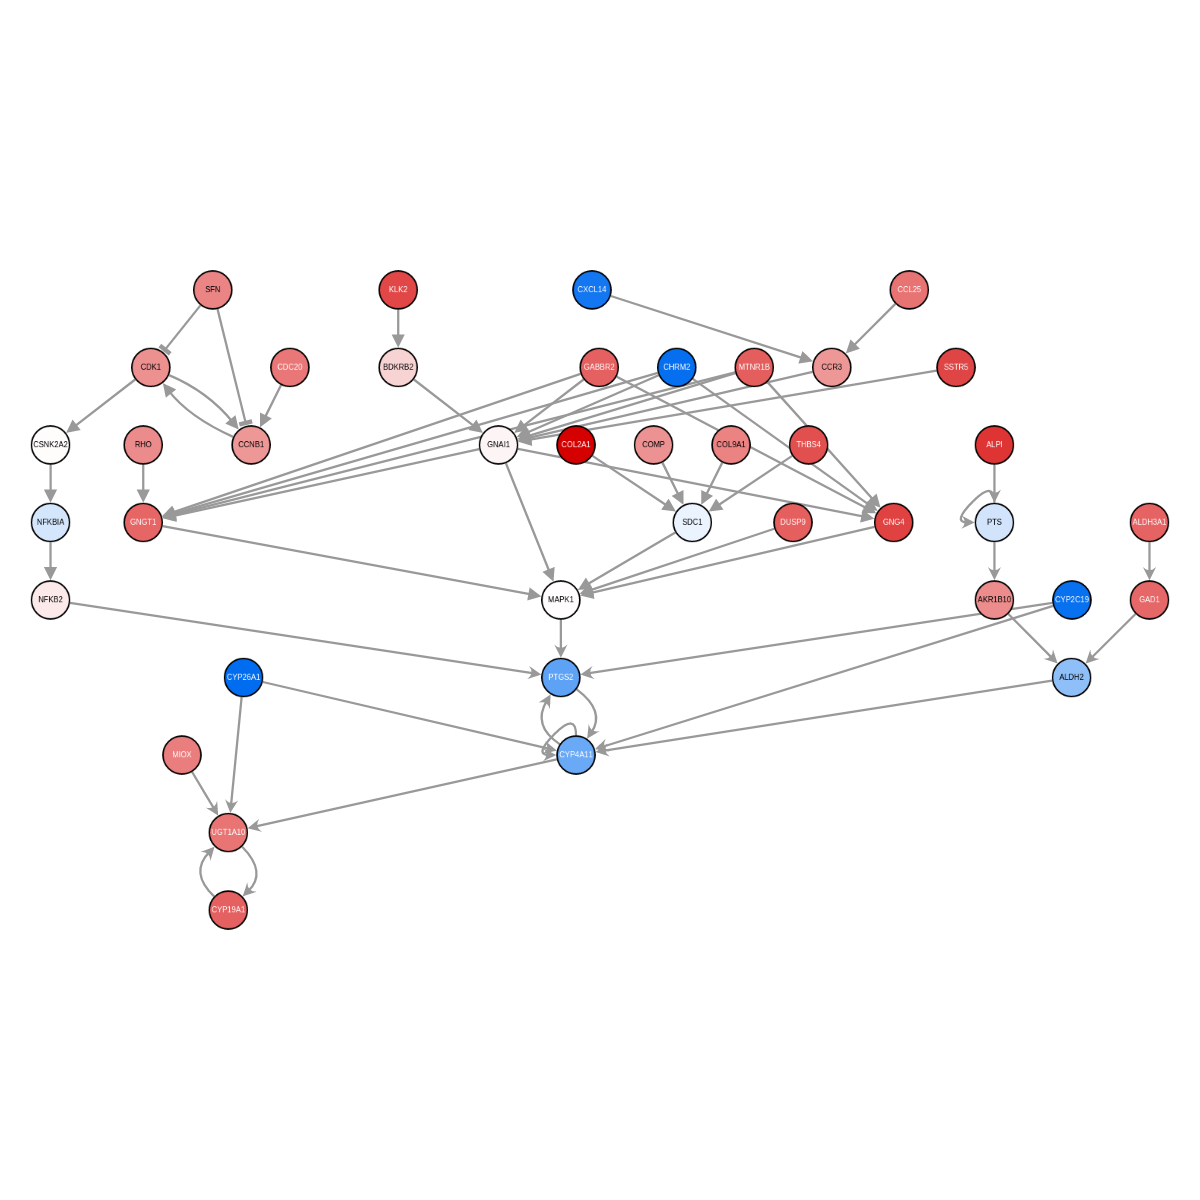 SFN
KLK2
CXCL14
CCL25
CDK1
CDC20
BDKRB2
GABBR2
CHRM2
MTNR1B
CCR3
SSTR5
CSNK2A2
RHO
CCNB1
GNAI1
COL2A1
COMP
COL9A1
THBS4
ALPI
NFKBIA
GNGT1
SDC1
DUSP9
GNG4
PTS
ALDH3A1
NFKB2
MAPK1
AKR1B10
CYP2C19
GAD1
CYP26A1
PTGS2
ALDH2
MIOX
CYP4A11
UGT1A10
CYP19A1